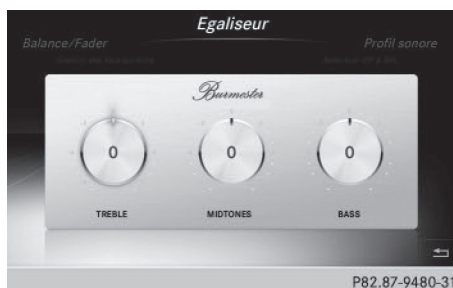 Egaliseur
Balance/Fader
Profil sonore
Burmester
0 0 0
TREBLE MIDTONES BASS
P82.87-9480-31